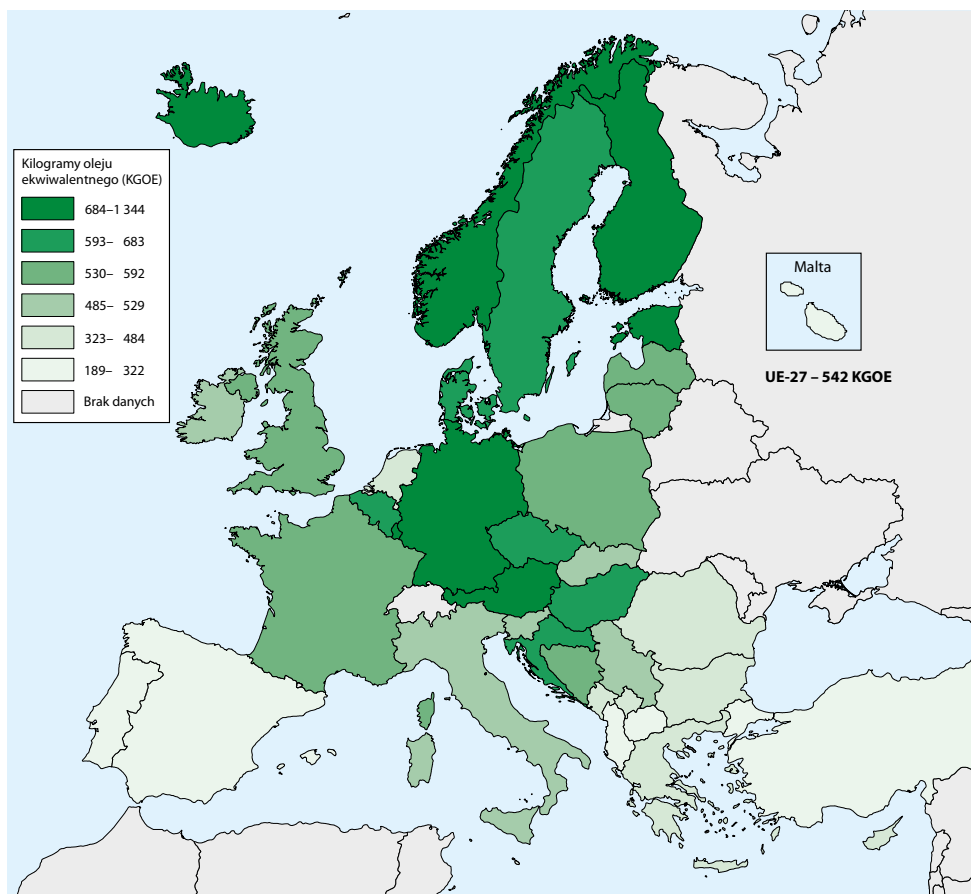 Kilogramy oleju
ekwiwalentnego (KGOE)
684–1 344
593– 683
530– 592
485– 529
323– 484
189– 322
Brak danych
Malta
UE-27 – 542 KGOE